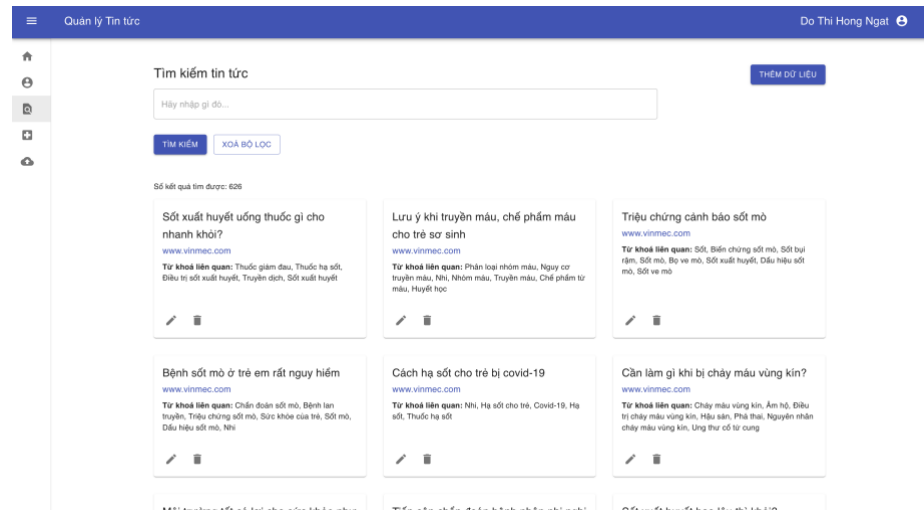 Quản lý Tin tức
Do Thi Hong Ngat
Tìm kiếm tin tức
THÊM DỮ LIỆU
Hãy nhập gì đó...
TÌM KIẾM
XOÁ BỘ LỌC
Số kết quả tìm được: 626
Sốt xuất huyết uống thuốc gì cho
nhanh khỏi?
www.vinmec.com
Từ khoá liên quan: Thuốc giảm đau, Thuốc hạ sốt,
Điều trị sốt xuất huyết, Truyền dịch, Sốt xuất huyết
Lưu ý khi truyền máu, chế phẩm máu
cho trẻ sơ sinh
www.vinmec.com
Từ khoá liên quan: Phân loại nhóm máu, Nguy cơ
truyền máu, Nhi, Nhóm máu, Truyền máu, Chế phẩm từ
máu, Huyết học
Triệu chứng cảnh báo sốt mò
www.vinmec.com
Từ khoá liên quan: Sốt, Biến chứng sốt mò, Sốt bụi
rậm, Sốt mò, Bọ ve mò, Sốt xuất huyết, Dấu hiệu sốt
mò, Sốt ve mò
Bệnh sốt mò ở trẻ em rất nguy hiểm
www.vinmec.com
Từ khoá liên quan: Chẩn đoán sốt mò, Bệnh lan
truyền, Triệu chứng sốt mò, Sức khỏe của trẻ, Sốt mò,
Dấu hiệu sốt mò, Nhi
Cách hạ sốt cho trẻ bị covid-19
www.vinmec.com
Từ khoá liên quan: Nhi, Hạ sốt cho trẻ, Covid-19, Hạ
sốt, Thuốc hạ sốt
Cần làm gì khi bị chảy máu vùng kín?
www.vinmec.com
Từ khoá liên quan: Chảy máu vùng kín, Âm hộ, Điều
trị chảy máu vùng kín, Hậu sản, Phá thai, Nguyên nhân
chảy máu vùng kín, Ung thư cổ tử cung